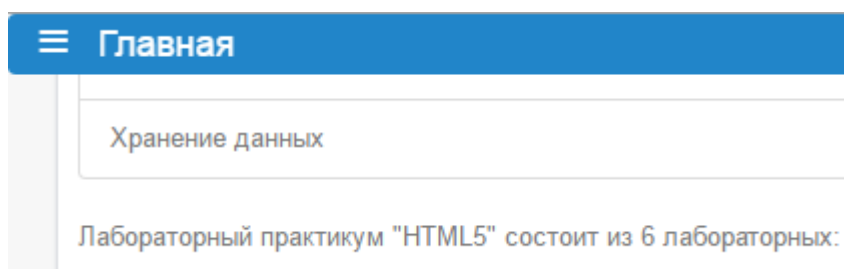 Главная
Хранение данных
Лабораторный практикум "HTML5" состоит из 6 лабораторных: